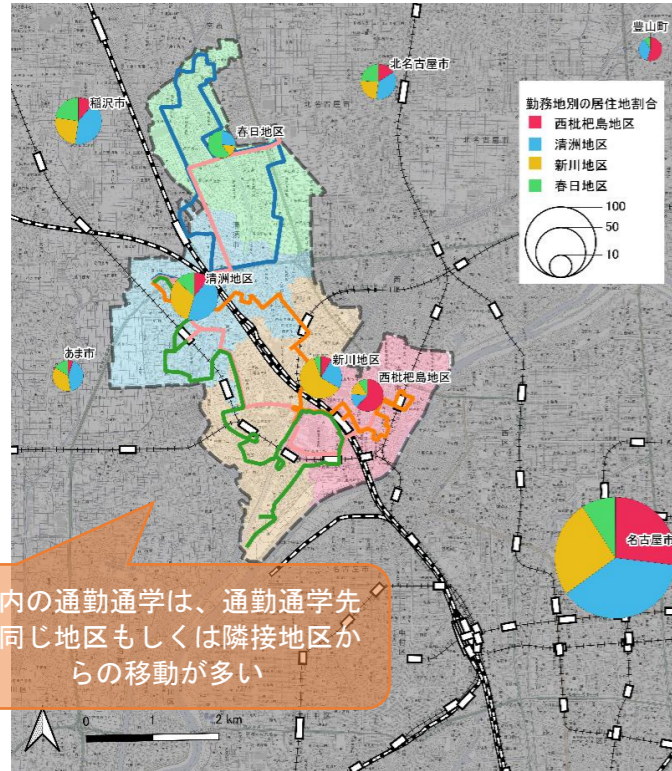 豊山町
北名古屋市
稲沢市
春日地区
勤務地別の居住地割合
西枇杷島地区
清洲地区
新川地区
春日地区
100
50
10
清洲地区
あま市
新川地区
西枇杷島地区
名古屋市
内の通勤通学は、通勤通学先
同じ地区もしくは隣接地区か
らの移動が多い
0 1 2 km